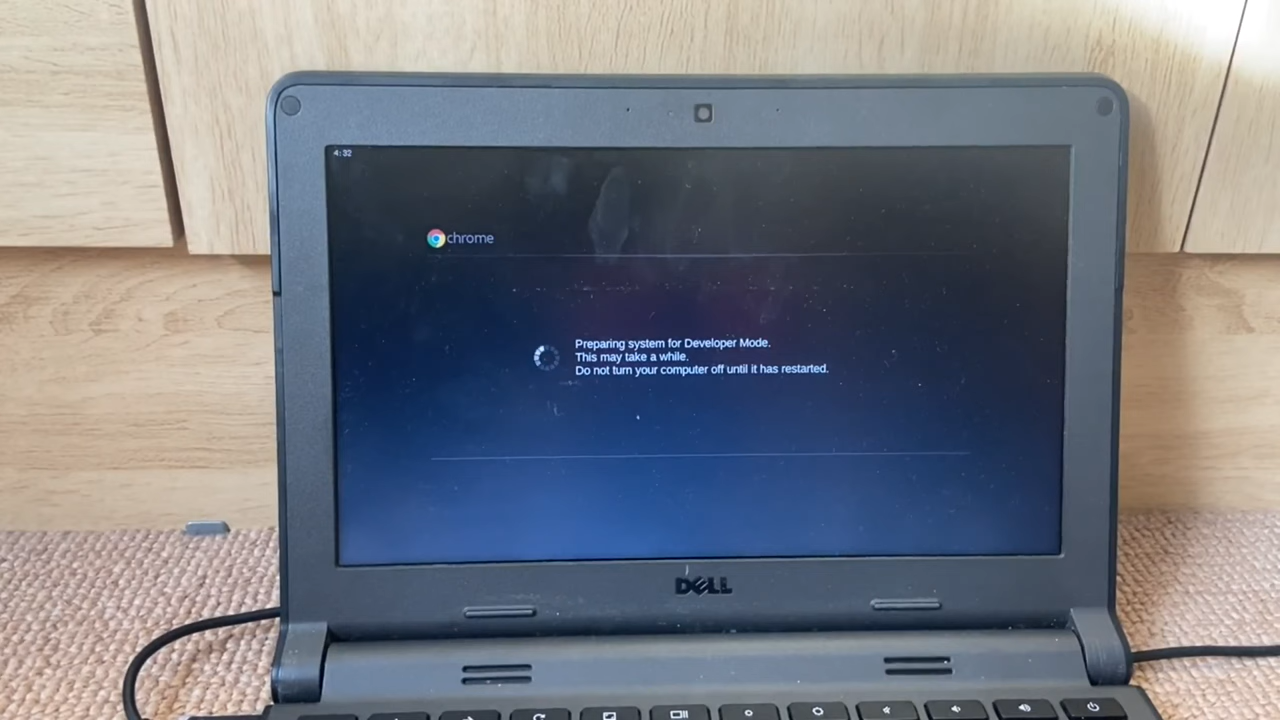 4:32
chrome
Preparing system for Developer Mode.
This may take a while.
Do not turn your computer off until it has restarted.
DELL